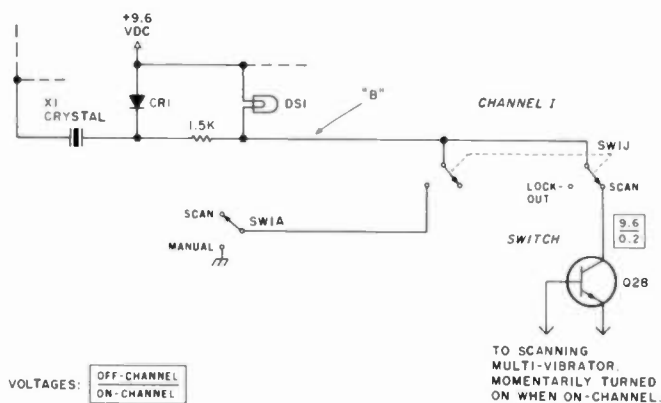 +9.6
VDC
X1
CRYSTAL
CR1
DS1
1.5K
"B"
CHANNEL I
SW1J
LOCK-
OUT
SCAN
SCAN
SW1A
MANUAL
SWITCH
9.6
0.2
Q28
TO SCANNING
MULTI-VIBRATOR.
MOMENTARILY TURNED
ON WHEN ON-CHANNEL.
VOLTAGES:
OFF-CHANNEL
ON-CHANNEL